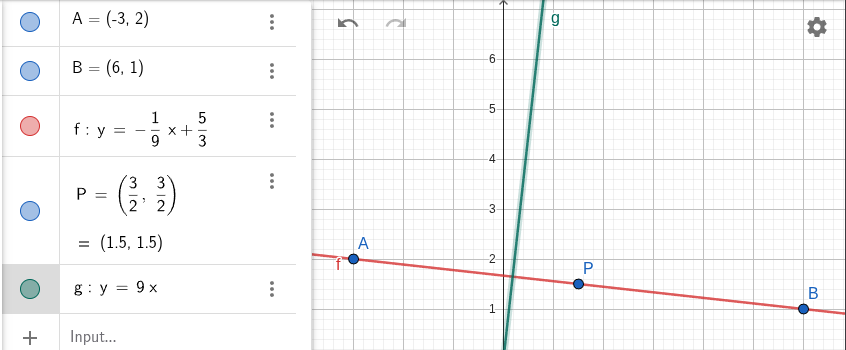 A = (-3, 2)
B = (6, 1)
f : y = − 1/9 x + 5/3
P = (3/2, 3/2)
= (1.5, 1.5)
g : y = 9 x
Input...
g
6
5
4
3
2
1
A
f
P
B